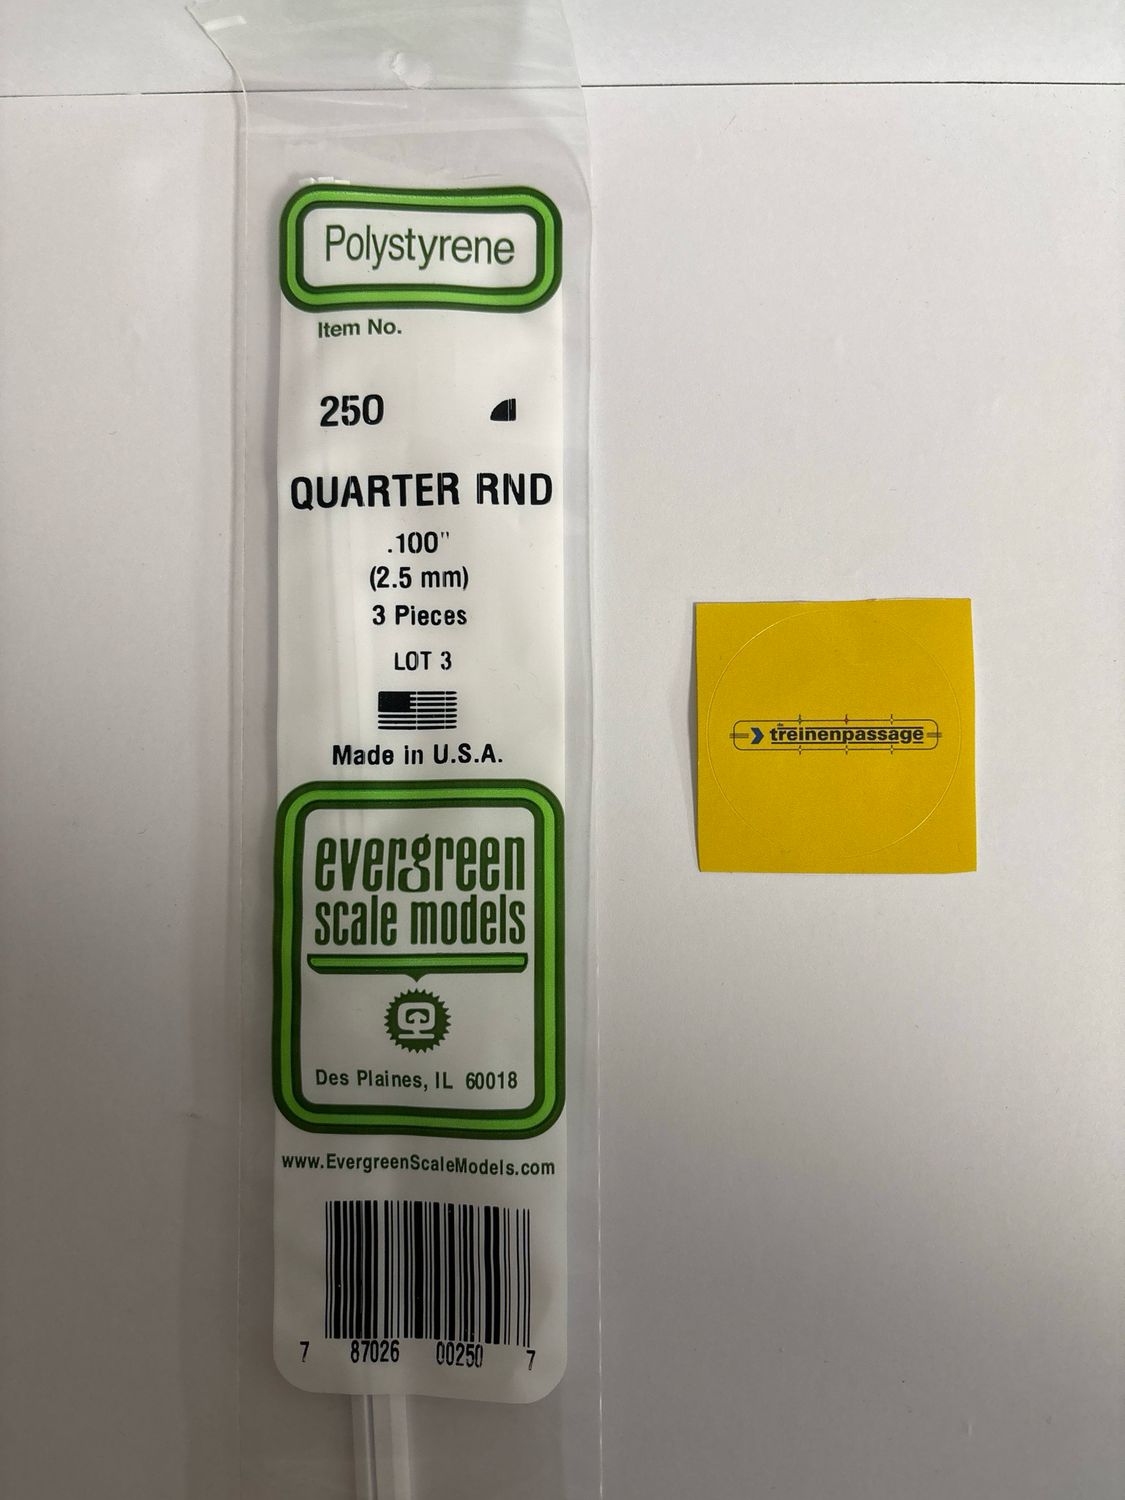 Polystyrene
Item No.
250
QUARTER RND
.100"
(2.5 mm)
3 Pieces
LOT 3
Made in U.S.A.
evergreen
scale models
Des Plaines, IL 60018
www.EvergreenScaleModels.com
7 87026 00250 7
de
treinenpassage